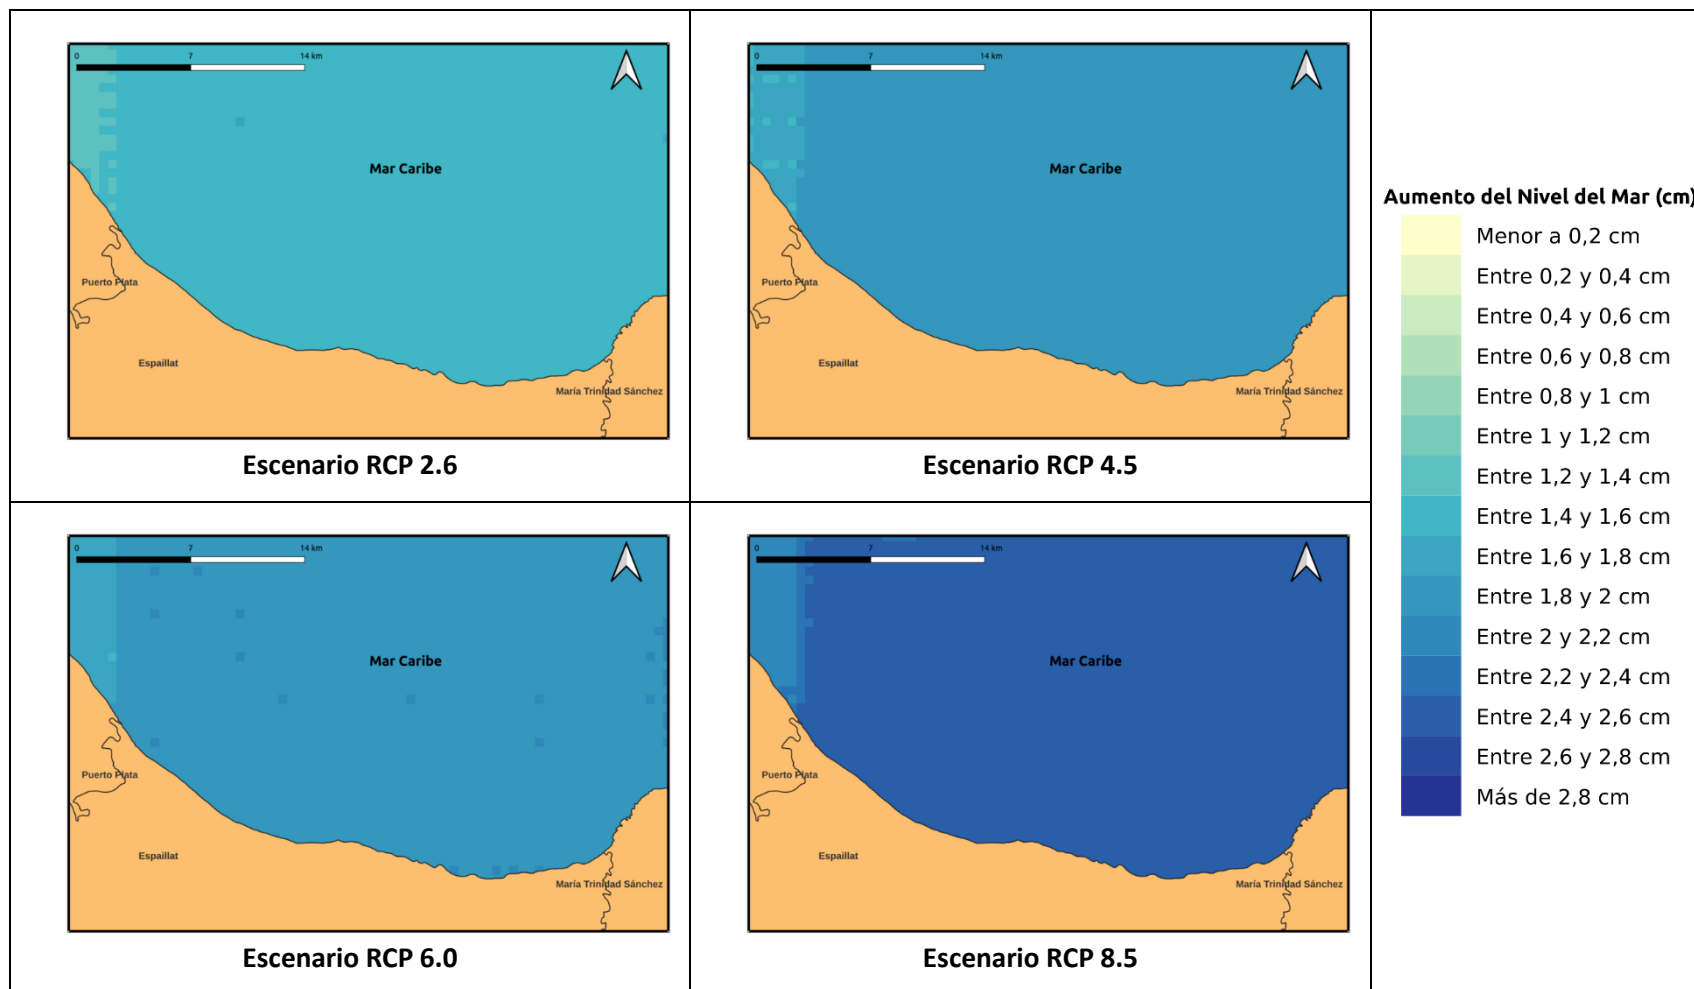 0 7 14 km
Mar Caribe
Puerto Plata
Espaillat
María Trinidad Sánchez
Escenario RCP 2.6
0 7 14 km
Mar Caribe
Puerto Plata
Espaillat
María Trinidad Sánchez
Escenario RCP 4.5
0 7 14 km
Mar Caribe
Puerto Plata
Espaillat
María Trinidad Sánchez
Escenario RCP 6.0
0 7 14 km
Mar Caribe
Puerto Plata
Espaillat
María Trinidad Sánchez
Escenario RCP 8.5
Aumento del Nivel del Mar (cm)
Menor a 0,2 cm
Entre 0,2 y 0,4 cm
Entre 0,4 y 0,6 cm
Entre 0,6 y 0,8 cm
Entre 0,8 y 1 cm
Entre 1 y 1,2 cm
Entre 1,2 y 1,4 cm
Entre 1,4 y 1,6 cm
Entre 1,6 y 1,8 cm
Entre 1,8 y 2 cm
Entre 2 y 2,2 cm
Entre 2,2 y 2,4 cm
Entre 2,4 y 2,6 cm
Entre 2,6 y 2,8 cm
Más de 2,8 cm